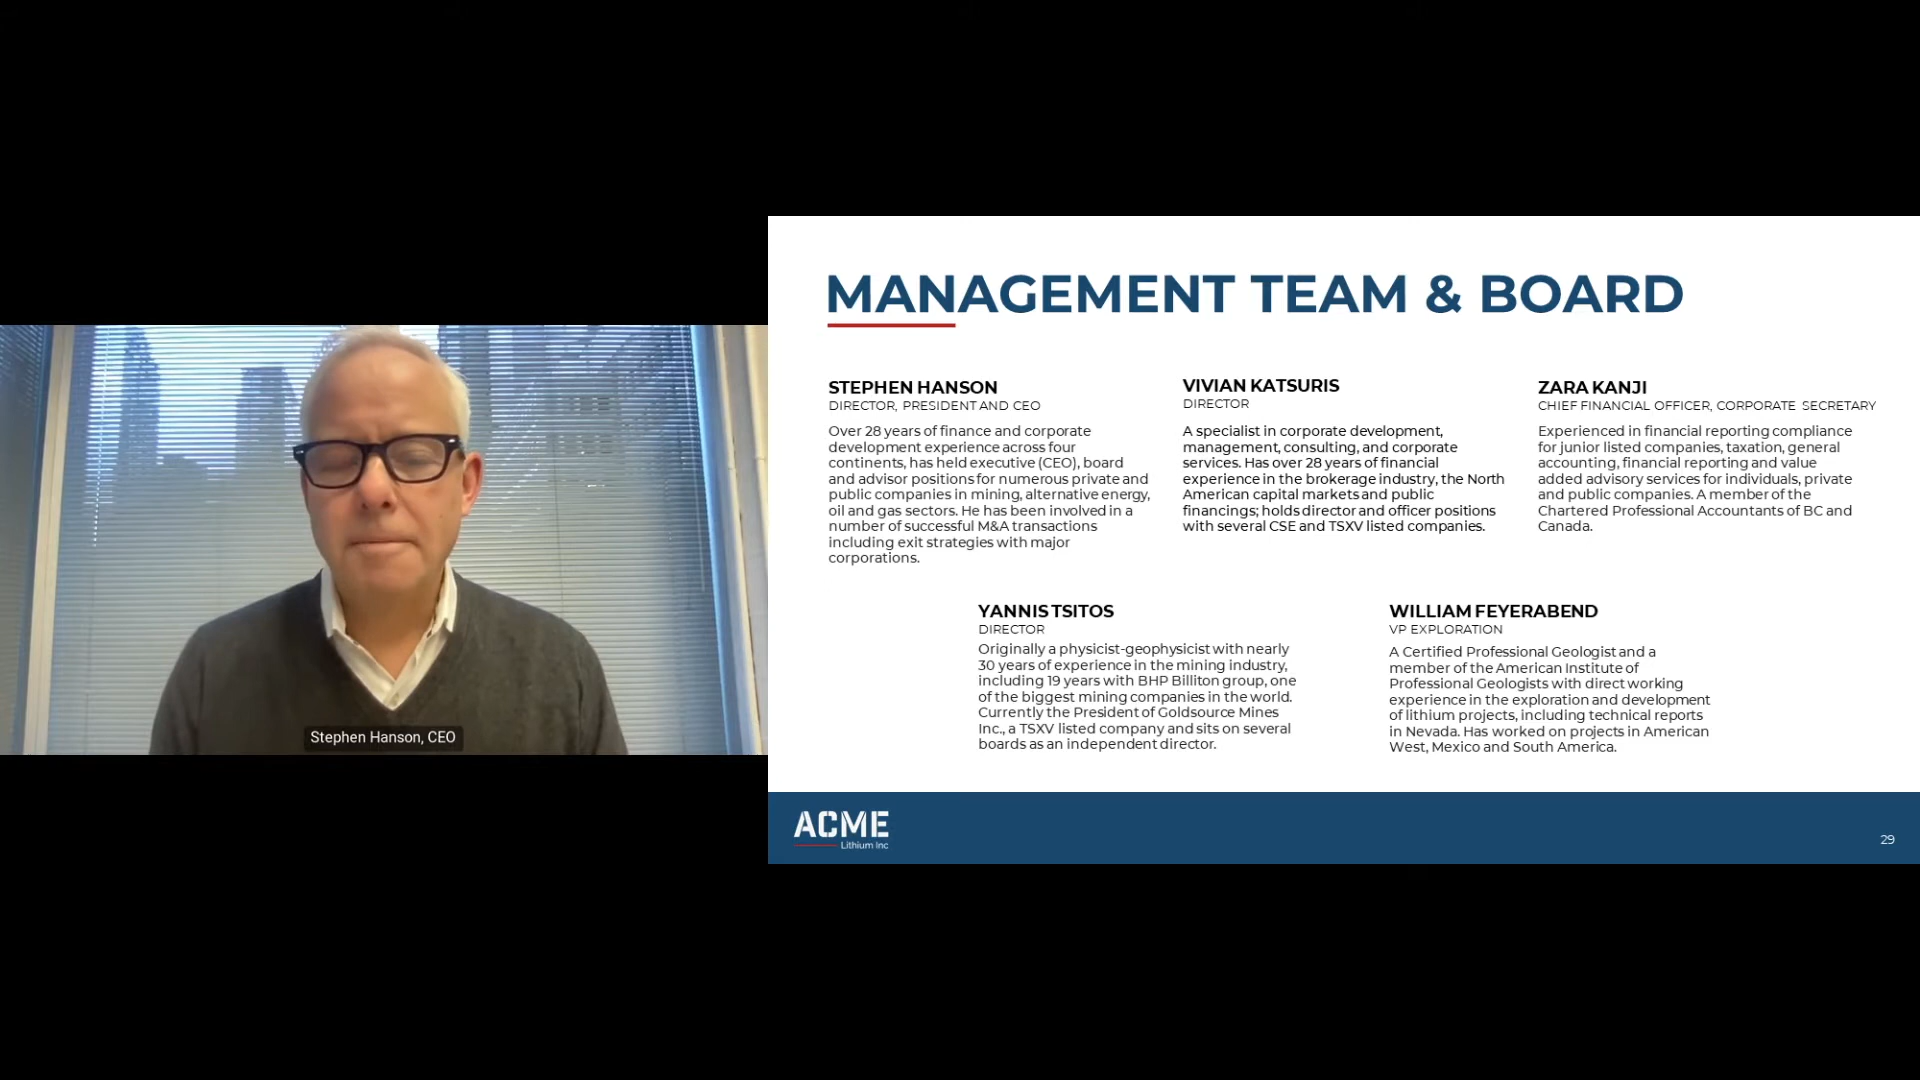 Stephen Hanson, CEO
MANAGEMENT TEAM & BOARD
STEPHEN HANSON
DIRECTOR, PRESIDENT AND CEO
Over 28 years of finance and corporate
development experience across four
continents, has held executive (CEO), board
and advisor positions for numerous private and
public companies in mining, alternative energy,
oil and gas sectors. He has been involved in a
number of successful M&A transactions
including exit strategies with major
corporations.
VIVIAN KATSURIS
DIRECTOR
A specialist in corporate development,
management, consulting, and corporate
services. Has over 28 years of financial
experience in the brokerage industry, the North
American capital markets and public
financings; holds director and officer positions
with several CSE and TSXV listed companies.
ZARA KANJI
CHIEF FINANCIAL OFFICER, CORPORATE SECRETARY
Experienced in financial reporting compliance
for junior listed companies, taxation, general
accounting, financial reporting and value
added advisory services for individuals, private
and public companies. A member of the
Chartered Professional Accountants of BC and
Canada.
YANNIS TSITOS
DIRECTOR
Originally a physicist-geophysicist with nearly
30 years of experience in the mining industry,
including 19 years with BHP Billiton group, one
of the biggest mining companies in the world.
Currently the President of Goldsource Mines
Inc., a TSXV listed company and sits on several
boards as an independent director.
WILLIAM FEYERABEND
VP EXPLORATION
A Certified Professional Geologist and a
member of the American Institute of
Professional Geologists with direct working
experience in the exploration and development
of lithium projects, including technical reports
in Nevada. Has worked on projects in American
West, Mexico and South America.
ACME
Lithium Inc
29